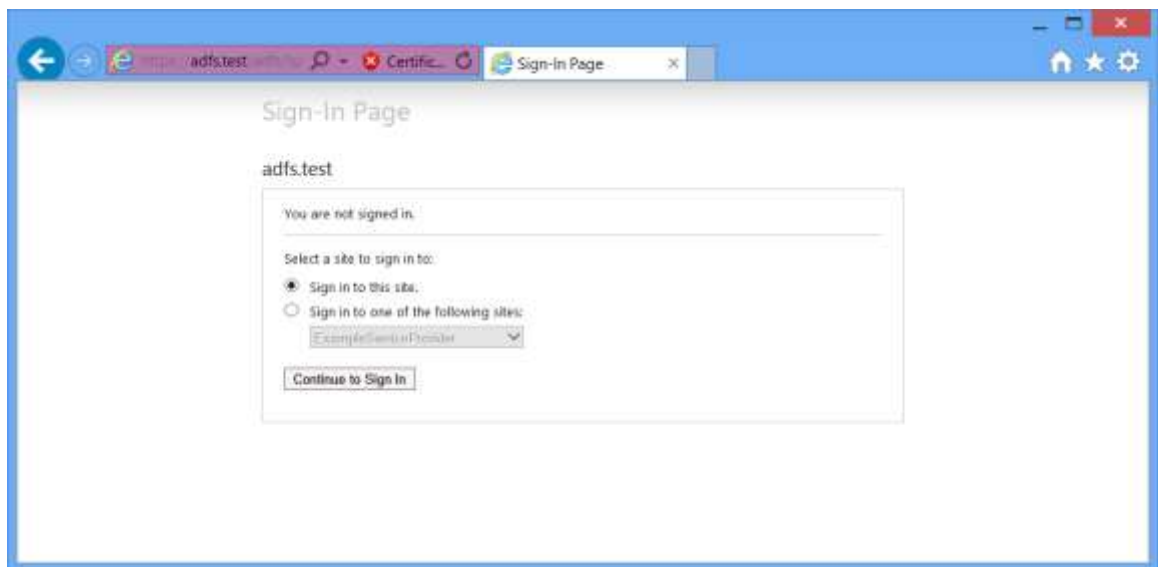 adfs.test
Certific...
Sign-In Page
Sign-In Page
adfs.test
You are not signed in.
Select a site to sign in to:
Sign in to this site.
Sign in to one of the following sites:
ExampleServiceProvider
Continue to Sign In